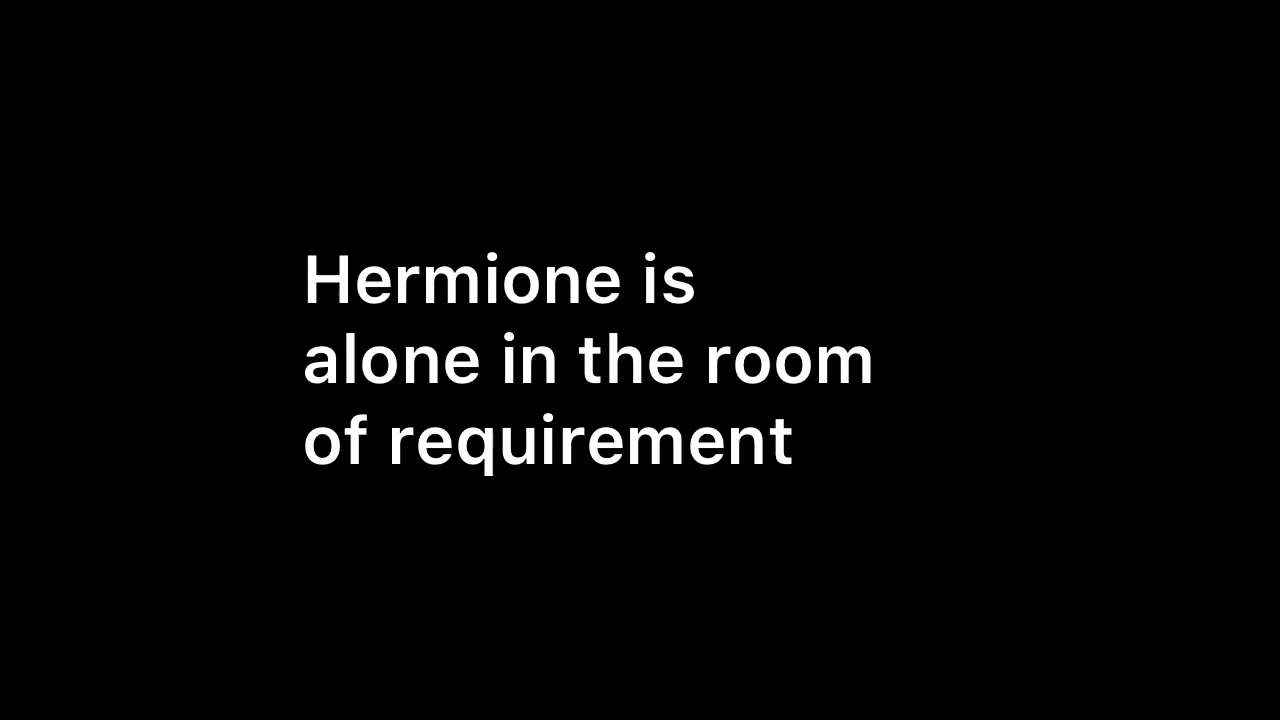 Hermione is
alone in the room
of requirement